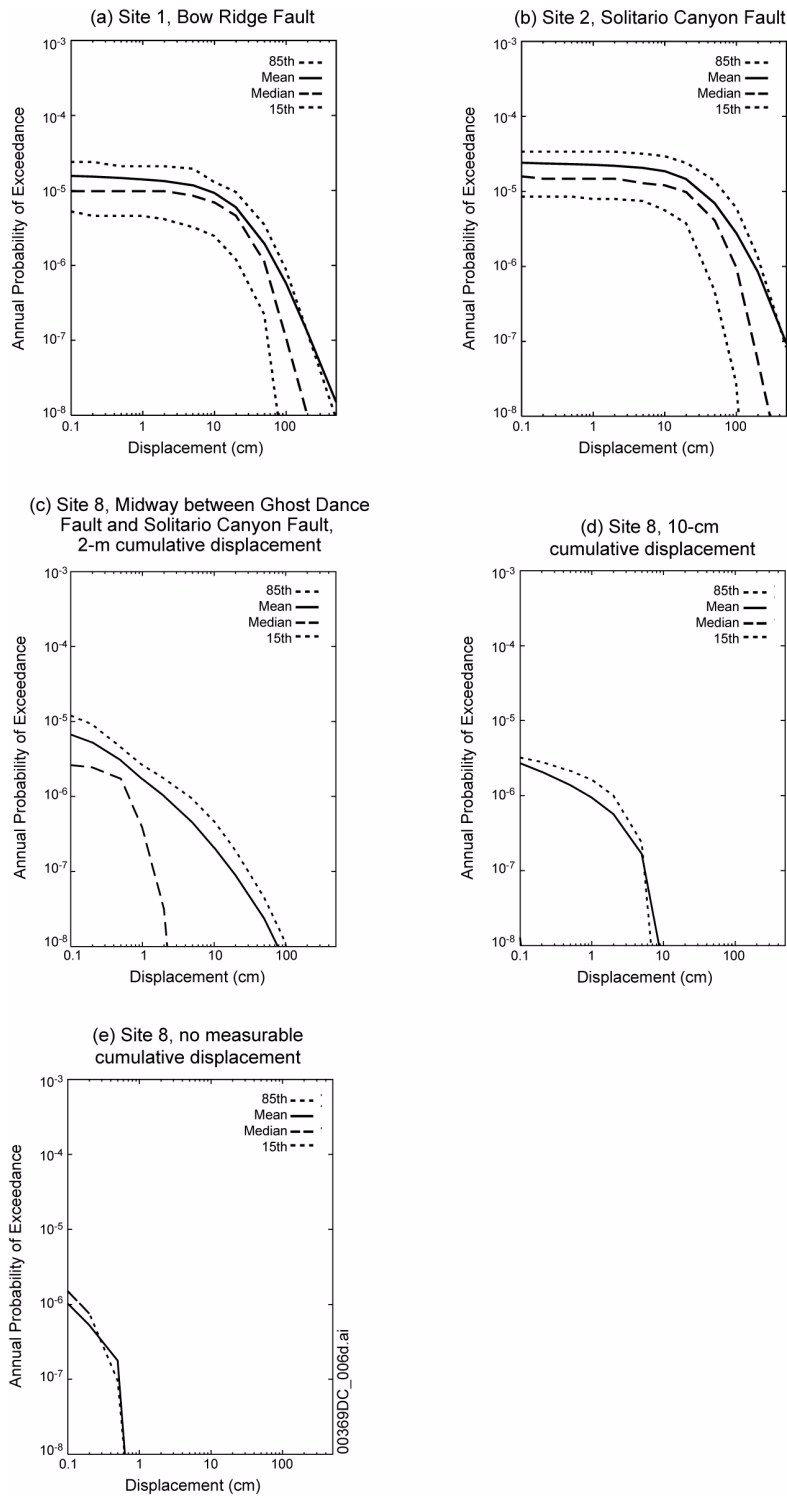 (a) Site 1, Bow Ridge Fault
10-3
10-4
10-5
10-6
10-7
10-8
Annual Probability of Exceedance
85th
Mean
Median
15th
0.1 1 10 100
Displacement (cm)
(b) Site 2, Solitario Canyon Fault
10-3
10-4
10-5
10-6
10-7
10-8
Annual Probability of Exceedance
85th
Mean
Median
15th
0.1 1 10 100
Displacement (cm)
(c) Site 8, Midway between Ghost Dance
Fault and Solitario Canyon Fault,
2-m cumulative displacement
10-3
10-4
10-5
10-6
10-7
10-8
Annual Probability of Exceedance
85th
Mean
Median
15th
0.1 1 10 100
Displacement (cm)
(d) Site 8, 10-cm
cumulative displacement
10-3
10-4
10-5
10-6
10-7
10-8
Annual Probability of Exceedance
85th
Mean
Median
15th
0.1 1 10 100
Displacement (cm)
(e) Site 8, no measurable
cumulative displacement
10-3
10-4
10-5
10-6
10-7
10-8
Annual Probability of Exceedance
85th
Mean
Median
15th
0.1 1 10 100
Displacement (cm)
00369DC_006d.ai